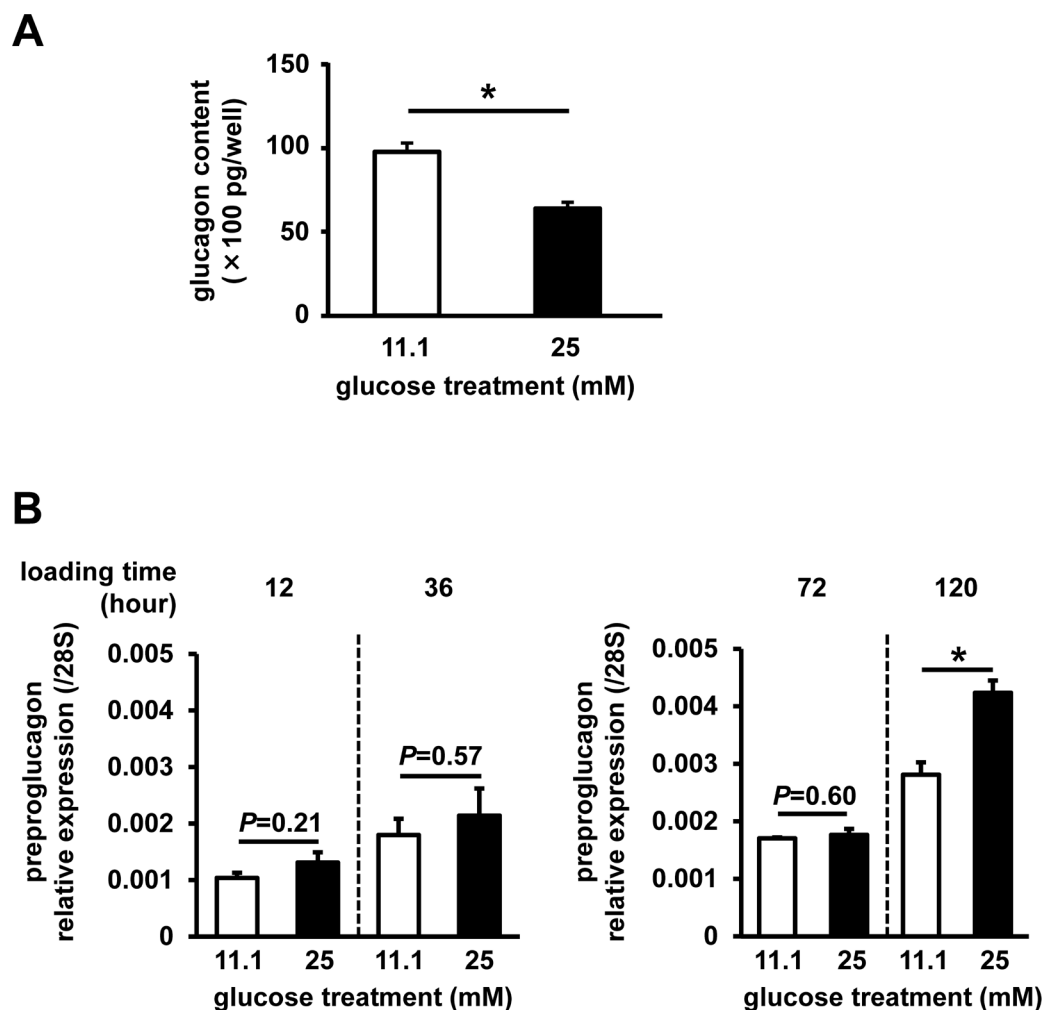 A
150
100
50
0
glucagon content
(×100 pg/well)
*
11.1 25
glucose treatment (mM)
B
loading time
(hour)
12 36
0.005
0.004
0.003
0.002
0.001
0
preproglucagon
relative expression (/28S)
P=0.21
P=0.57
11.1 25 11.1 25
glucose treatment (mM)
72 120
0.005
0.004
0.003
0.002
0.001
0
preproglucagon
relative expression (/28S)
P=0.60
*
11.1 25 11.1 25
glucose treatment (mM)